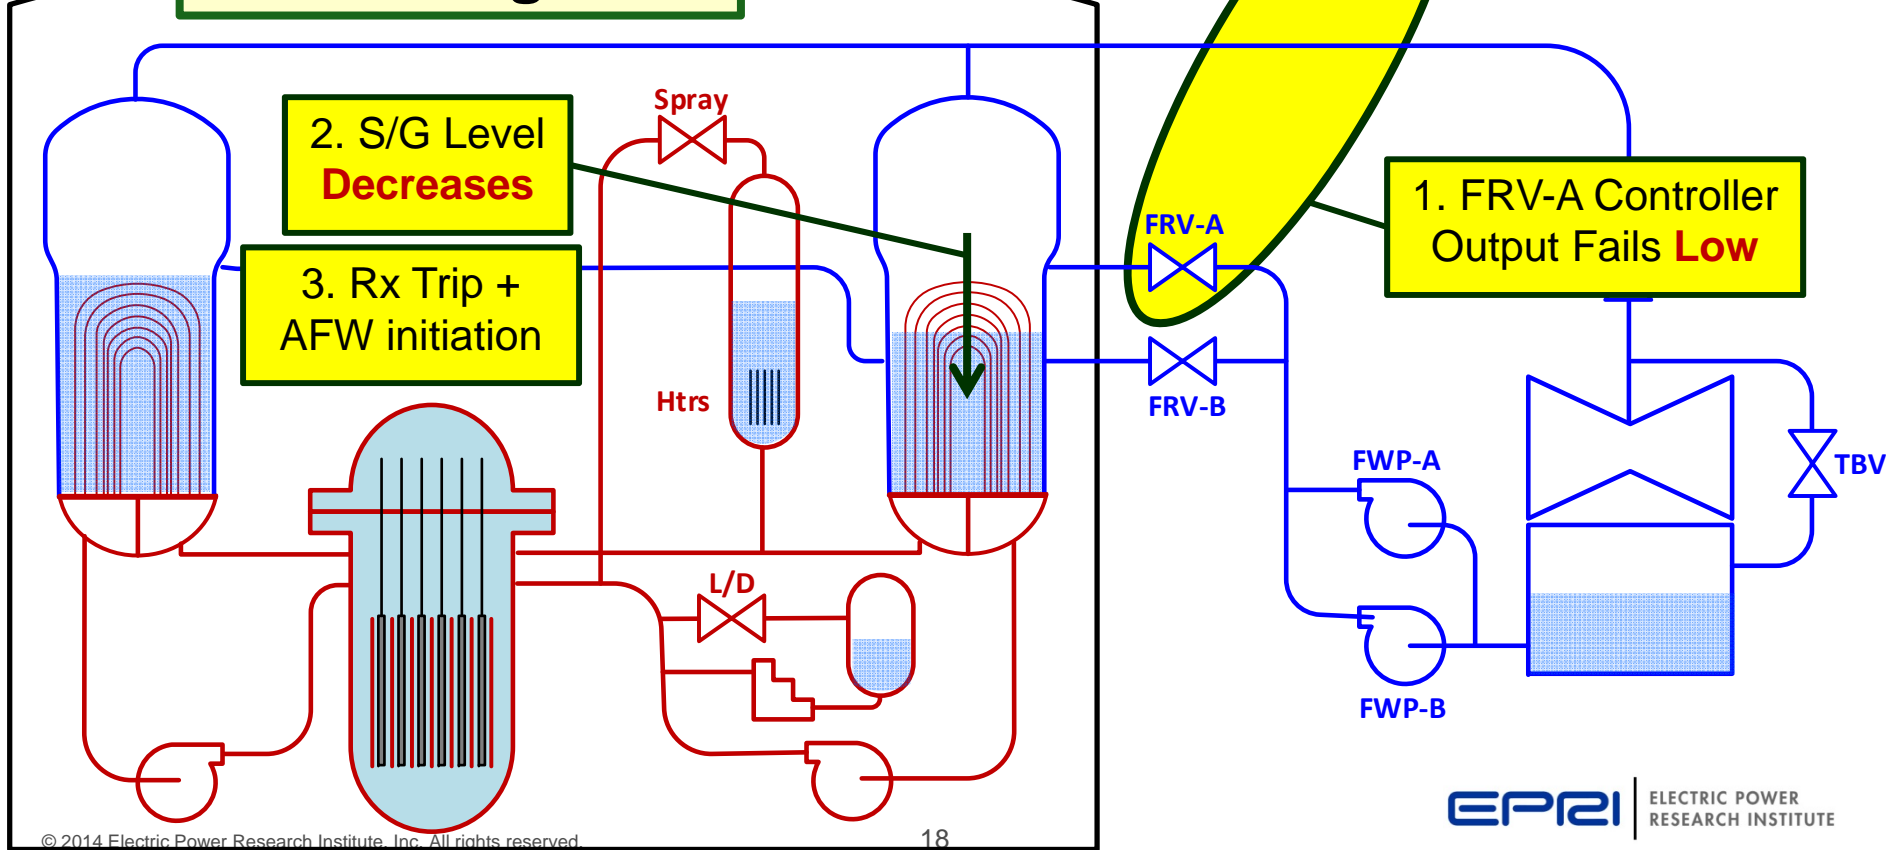 Spray
2. S/G Level
Decreases
1. FRV-A Controller
Output Fails Low
FRV-A
3. Rx Trip +
AFW initiation
Htrs
FRV-B
FWP-A
TBV
L/D
FWP-B
EPRI
ELECTRIC POWER
RESEARCH INSTITUTE
© 2014 Electric Power Research Institute, Inc. All rights reserved.
18